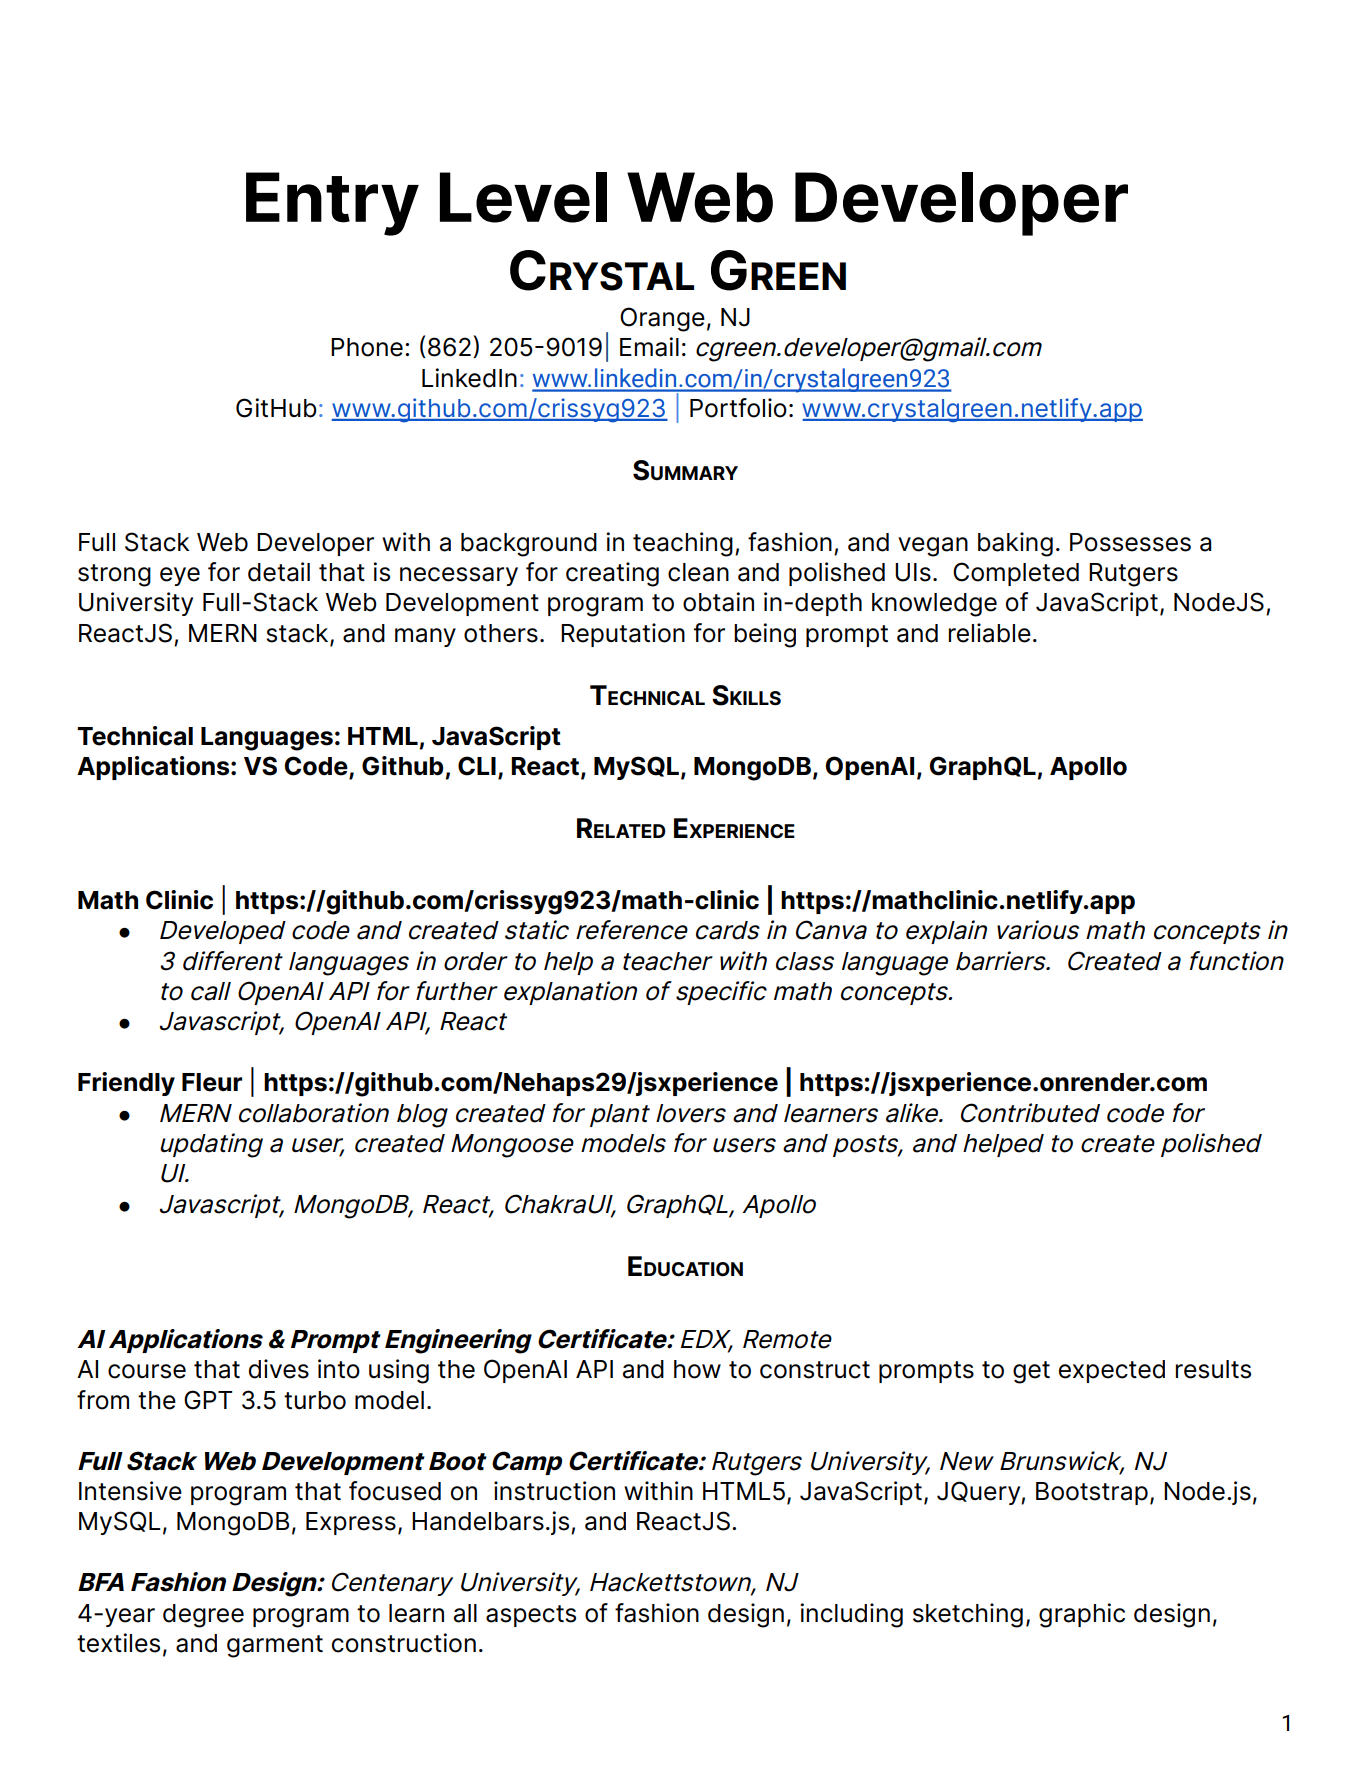 Entry Level Web Developer
Crystal Green
Orange, NJ
Phone: (862) 205-9019| Email: cgreen.developer@gmail.com
LinkedIn: www.linkedin.com/in/crystalgreen923
GitHub: www.github.com/crissyg923 | Portfolio: www.crystalgreen.netlify.app
Summary
Full Stack Web Developer with a background in teaching, fashion, and vegan baking. Possesses a
strong eye for detail that is necessary for creating clean and polished UIs.  Completed Rutgers
University Full-Stack Web Development program to obtain in-depth knowledge of JavaScript, NodeJS,
ReactJS, MERN stack, and many others.  Reputation for being prompt and reliable.
Technical Skills
Technical Languages: HTML, JavaScript
Applications: VS Code, Github, CLI, React, MySQL, MongoDB, OpenAI, GraphQL, Apollo
Related Experience
Math Clinic | https://github.com/crissyg923/math-clinic | https://mathclinic.netlify.app
● Developed code and created static reference cards in Canva to explain various math concepts in
3 different languages in order to help a teacher with class language barriers.  Created a function
to call OpenAI API for further explanation of specific math concepts.
● Javascript, OpenAI API, React
Friendly Fleur | https://github.com/Nehaps29/jsxperience | https://jsxperience.onrender.com
● MERN collaboration blog created for plant lovers and learners alike.  Contributed code for
updating a user, created Mongoose models for users and posts, and helped to create polished
UI.
● Javascript, MongoDB, React, ChakraUI, GraphQL, Apollo
Education
AI Applications & Prompt Engineering Certificate: EDX, Remote
AI course that dives into using the OpenAI API and how to construct prompts to get expected results
from the GPT 3.5 turbo model.
Full Stack Web Development Boot Camp Certificate: Rutgers University, New Brunswick, NJ
Intensive program that focused on  instruction within HTML5, JavaScript, JQuery, Bootstrap, Node.js,
MySQL, MongoDB, Express, Handelbars.js, and ReactJS.
BFA Fashion Design: Centenary University, Hackettstown, NJ
4-year degree program to learn all aspects of fashion design, including sketching, graphic design,
textiles, and garment construction.
1